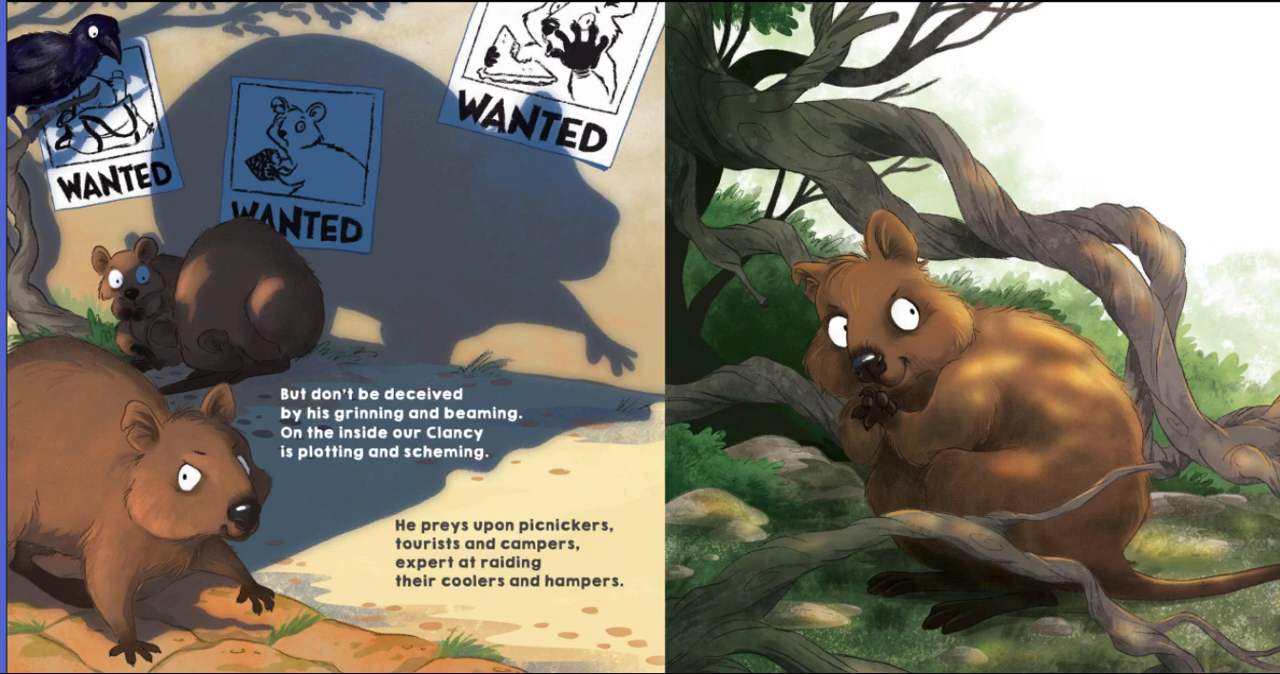 WANTED
WANTED
WANTED
But don't be deceived
by his grinning and beaming.
On the inside our Clancy
is plotting and scheming.
He preys upon picnickers,
tourists and campers,
expert at raiding
their coolers and hampers.